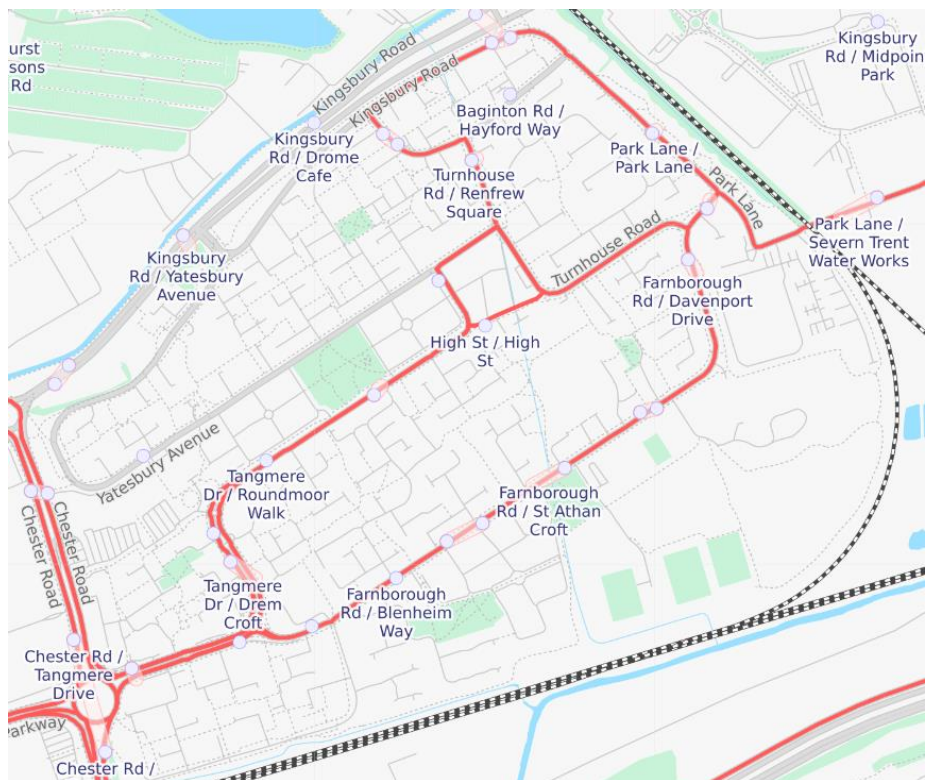 urst
sons
Rd
Kingsbury Road
Kingsbury Road
Kingsbury
Rd / Midpoin
Park
Kingsbury
Rd / Drome
Cafe
Baginton Rd /
Hayford Way
Park Lane /
Park Lane
Turnhouse
Rd / Renfrew
Square
Park Lane
Turnhouse Road
Park Lane /
Severn Trent
Water Works
Kingsbury
Rd / Yatesbury
Avenue
Farnborough
Rd / Davenport
Drive
High St / High
St
Yatesbury Avenue
Tangmere
Dr / Roundmoor
Walk
Farnborough
Rd / St Athan
Croft
Chester Road
Chester Road
Tangmere
Dr / Drem
Croft
Farnborough
Rd / Blenheim
Way
Chester Rd /
Tangmere
Drive
Parkway
Chester Rd /